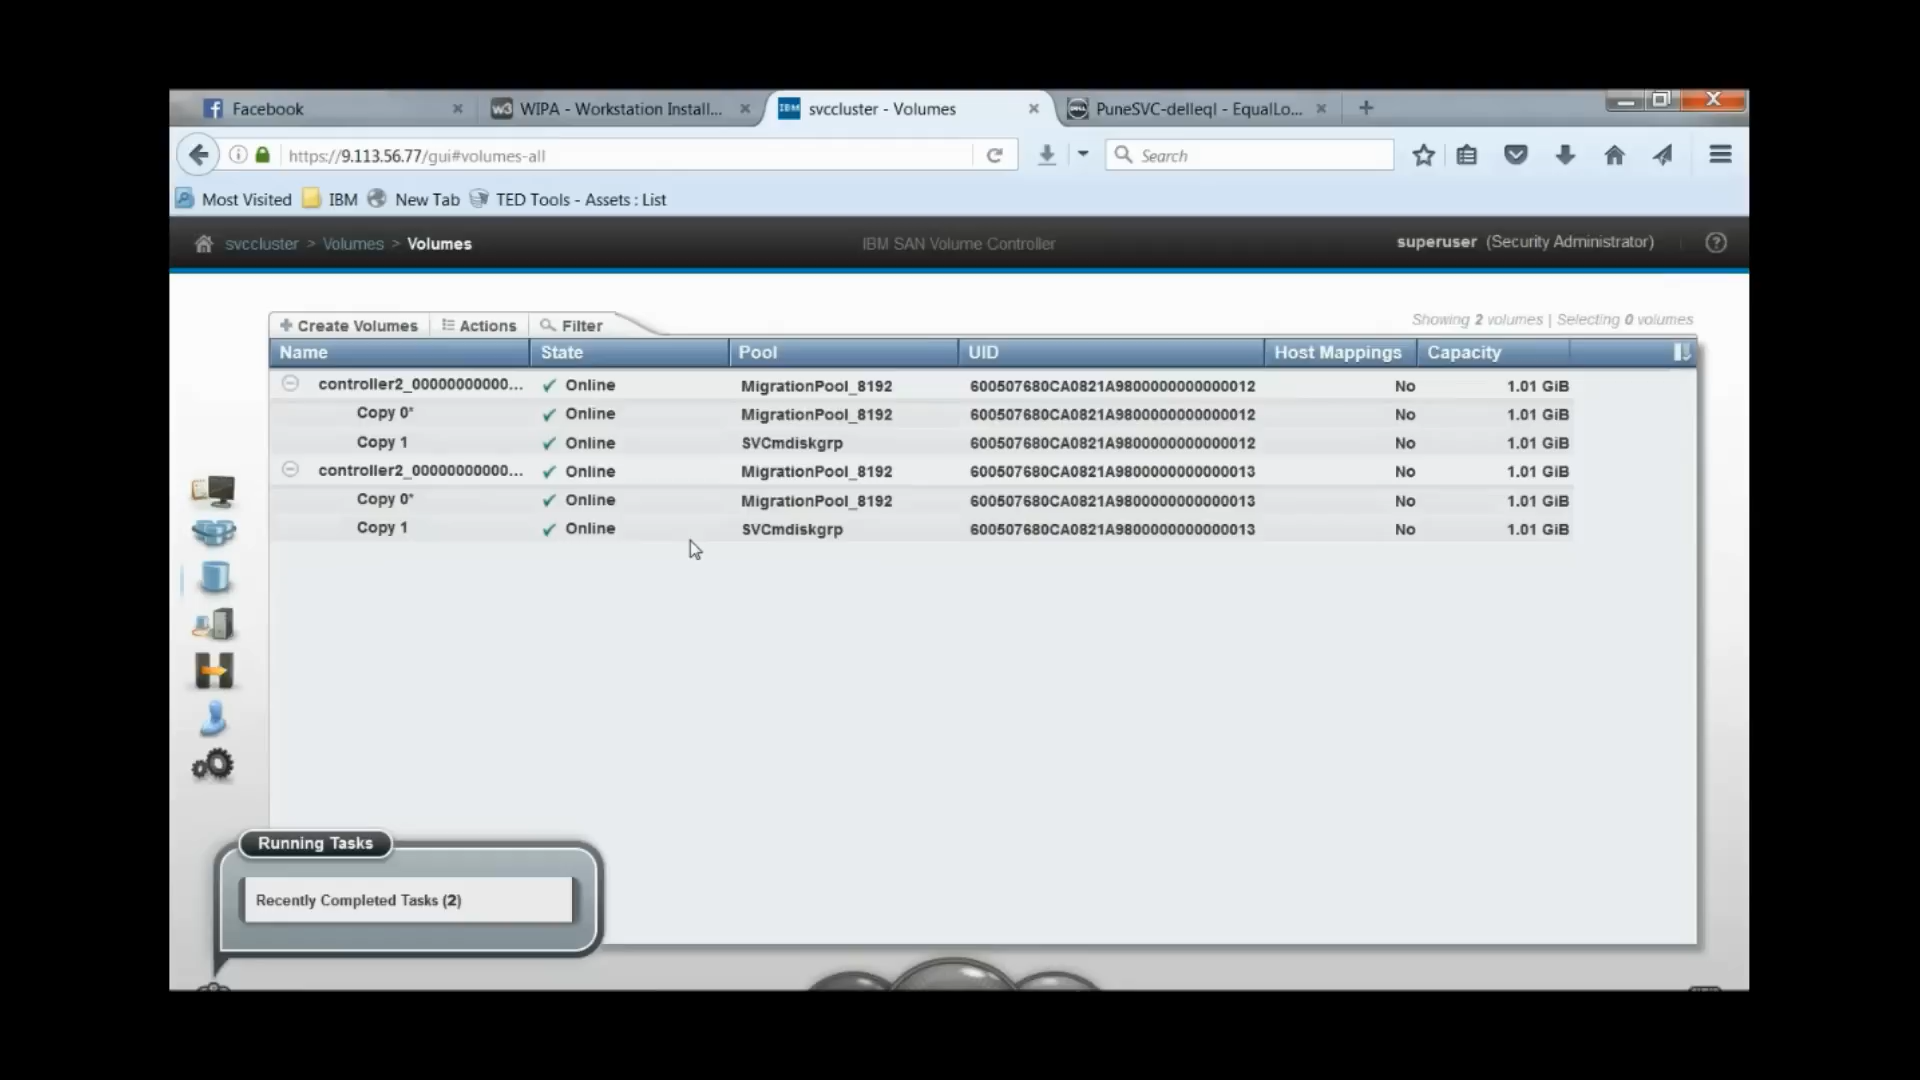 Facebook
w3 WIPA - Workstation Install...
IBM svccluster - Volumes
DELL PuneSVC-delleql - EqualLo...
https://9.113.56.77/gui#volumes-all
Search
Most Visited IBM New Tab TED Tools - Assets : List
svccluster > Volumes > Volumes
IBM SAN Volume Controller
superuser (Security Administrator)
Create Volumes Actions Filter
Showing 2 volumes | Selecting 0 volumes
Name State Pool UID Host Mappings Capacity
controller2_00000000000... Online MigrationPool_8192 600507680CA0821A9800000000000012 No 1.01 GiB
Copy 0* Online MigrationPool_8192 600507680CA0821A9800000000000012 No 1.01 GiB
Copy 1 Online SVCmdiskgrp 600507680CA0821A9800000000000012 No 1.01 GiB
controller2_00000000000... Online MigrationPool_8192 600507680CA0821A9800000000000013 No 1.01 GiB
Copy 0* Online MigrationPool_8192 600507680CA0821A9800000000000013 No 1.01 GiB
Copy 1 Online SVCmdiskgrp 600507680CA0821A9800000000000013 No 1.01 GiB
Running Tasks
Recently Completed Tasks (2)